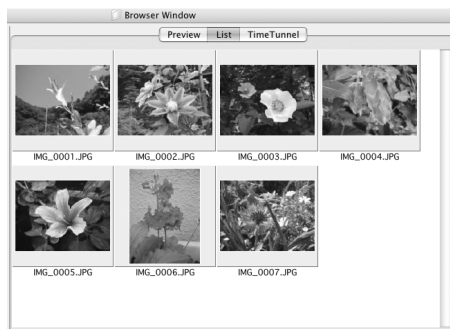 Browser Window
Preview List TimeTunnel
IMG_0001.JPG IMG_0002.JPG IMG_0003.JPG IMG_0004.JPG
IMG_0005.JPG IMG_0006.JPG IMG_0007.JPG